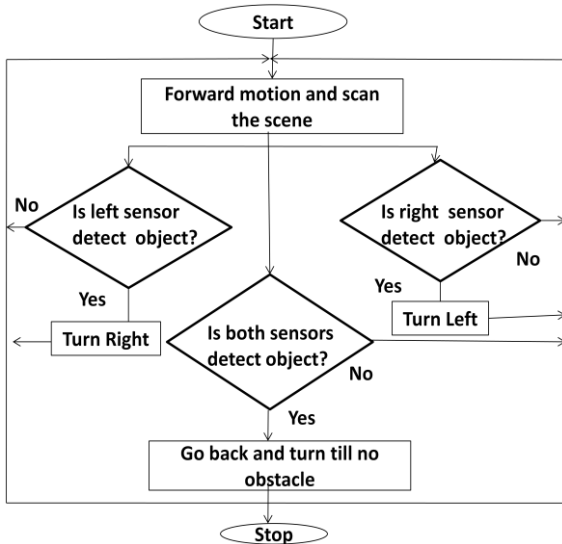 Start
Forward motion and scan
the scene
No
Is left sensor
detect object?
Yes
Turn Right
Is right sensor
detect object?
No
Yes
Turn Left
Is both sensors
detect object?
No
Yes
Go back and turn till no
obstacle
Stop